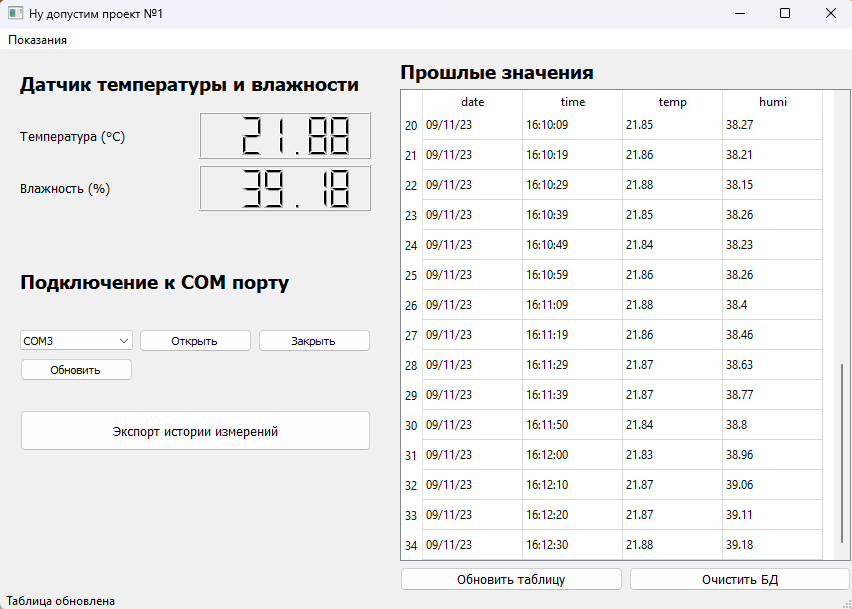 Ну допустим проект №1
Показания
Датчик температуры и влажности
Температура (°C)
21.88
Влажность (%)
39.18
Подключение к COM порту
COM3
Открыть
Закрыть
Обновить
Экспорт истории измерений
Прошлые значения
date time temp humi
20 09/11/23 16:10:09 21.85 38.27
21 09/11/23 16:10:19 21.86 38.21
22 09/11/23 16:10:29 21.88 38.15
23 09/11/23 16:10:39 21.85 38.26
24 09/11/23 16:10:49 21.84 38.23
25 09/11/23 16:10:59 21.86 38.26
26 09/11/23 16:11:09 21.88 38.4
27 09/11/23 16:11:19 21.86 38.46
28 09/11/23 16:11:29 21.87 38.63
29 09/11/23 16:11:39 21.87 38.77
30 09/11/23 16:11:50 21.84 38.8
31 09/11/23 16:12:00 21.83 38.96
32 09/11/23 16:12:10 21.87 39.06
33 09/11/23 16:12:20 21.87 39.11
34 09/11/23 16:12:30 21.88 39.18
Обновить таблицу
Очистить БД
Таблица обновлена